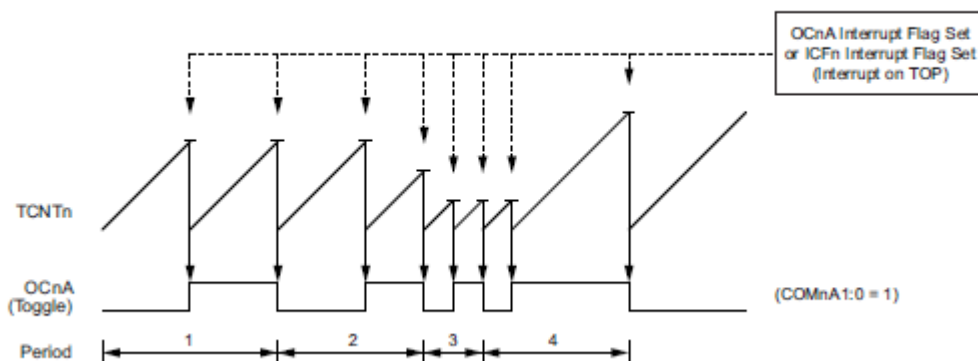 OCnA Interrupt Flag Set
or ICFn Interrupt Flag Set
(Interrupt on TOP)
TCNTn
OCnA
(Toggle)
(COMnA1:0 = 1)
Period
1
2
3
4